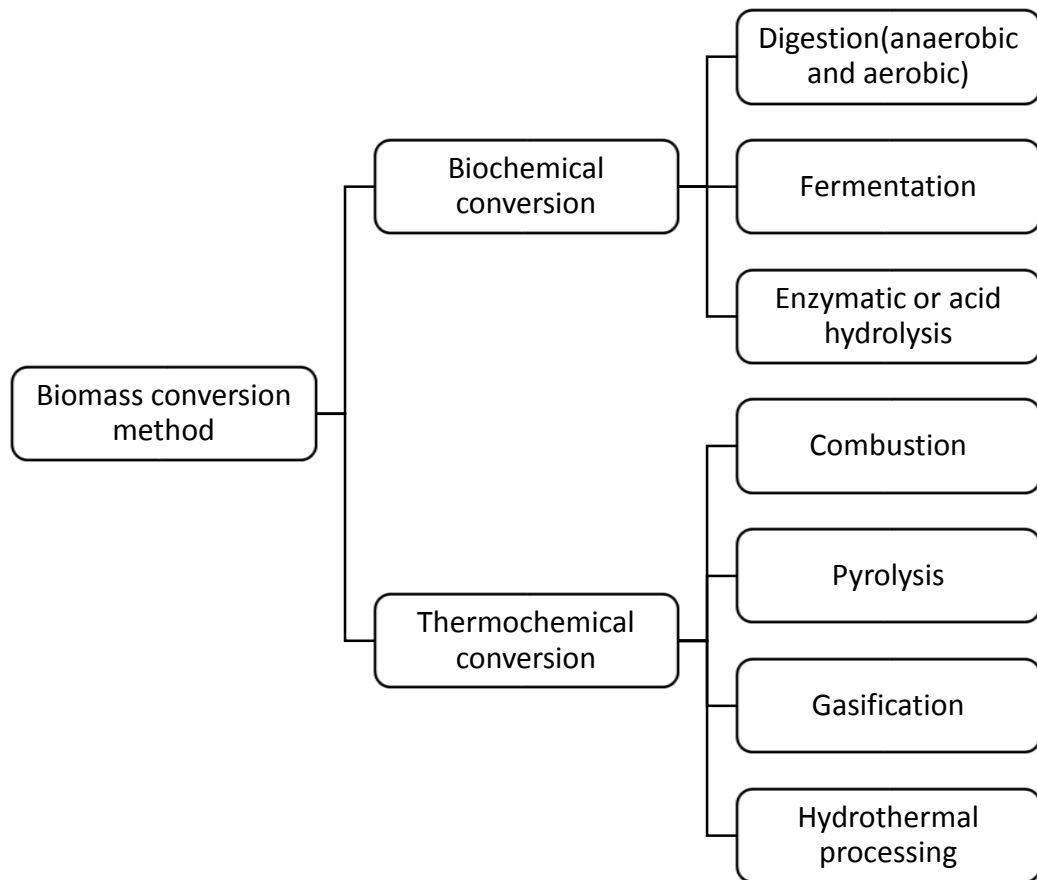 Digestion(anaerobic
and aerobic)
Biochemical
conversion
Fermentation
Enzymatic or acid
hydrolysis
Biomass conversion
method
Combustion
Pyrolysis
Thermochemical
conversion
Gasification
Hydrothermal
processing